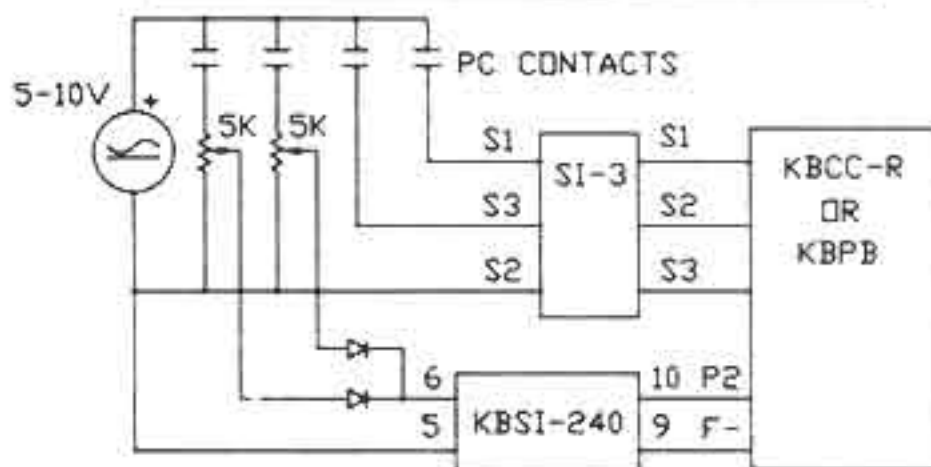 PC CONTACTS
5-10V
+
5K 5K
S1 S1
SI-3
KBCC-R
OR
KBPB
S3 S2
S2 S3
6 10 P2
5 KBSI-240 9 F-